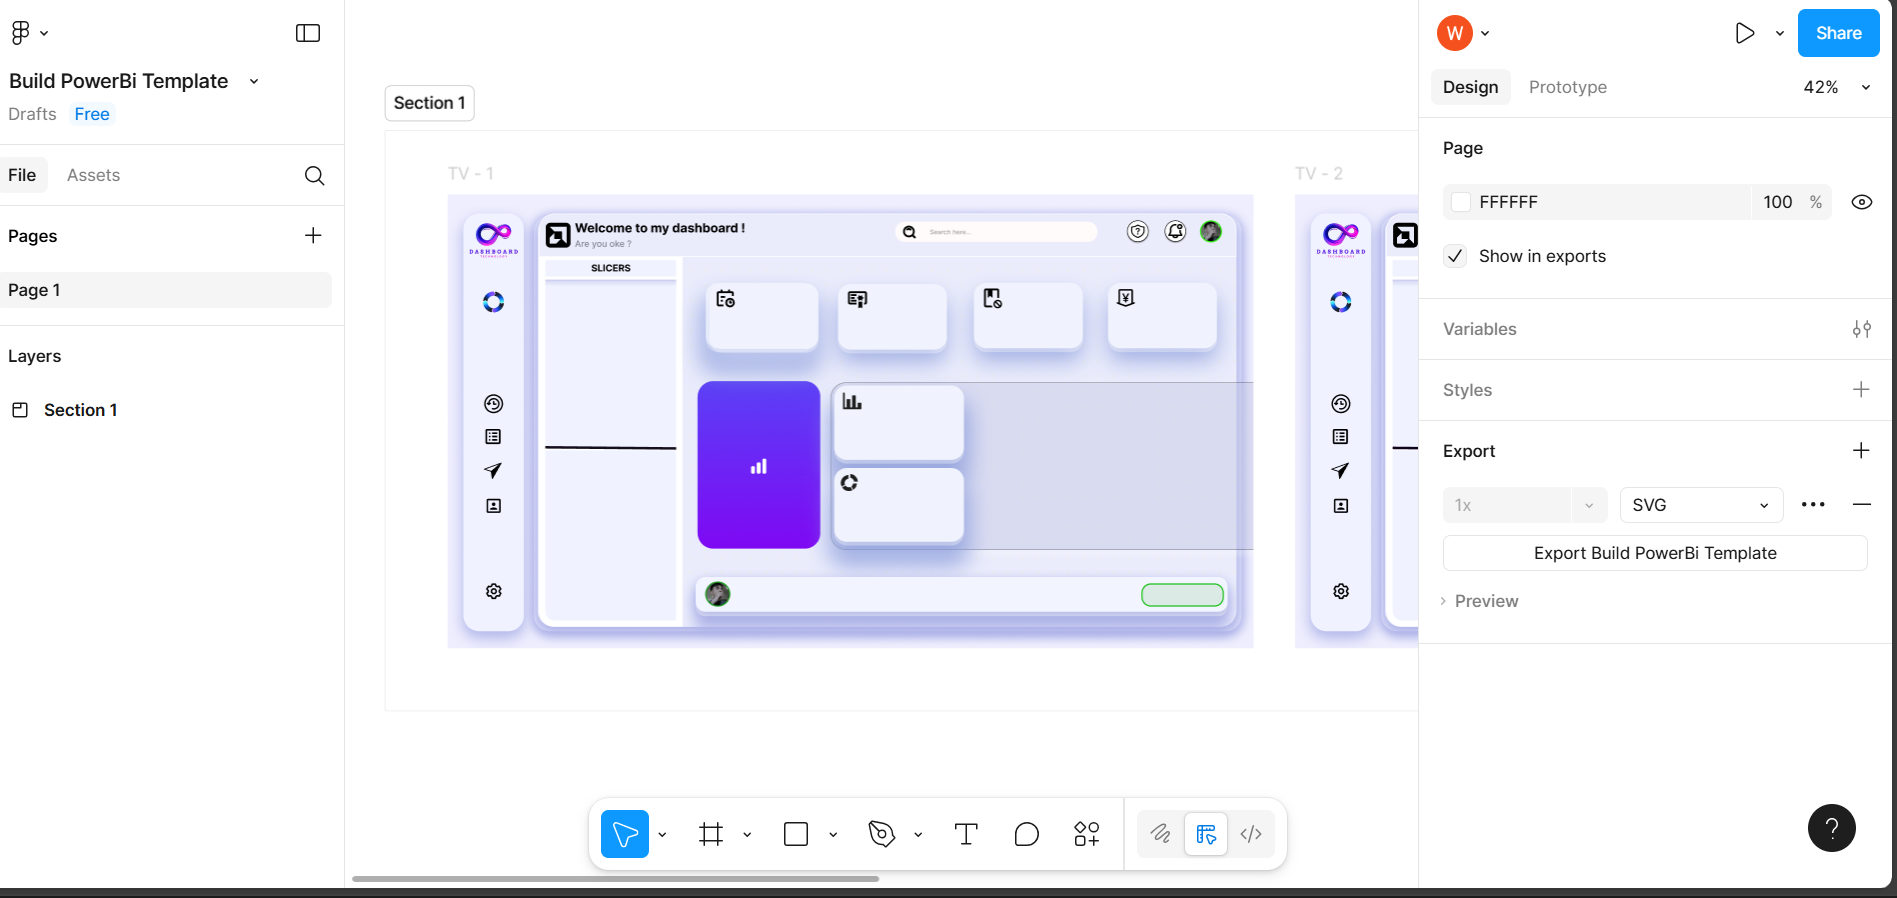 Build PowerBi Template
Drafts Free
File Assets
Pages
Page 1
Layers
Section 1
Section 1
TV - 1
TV - 2
DASHBOARD
TECHNOLOGY
Welcome to my dashboard !
Are you oke ?
Search here...
SLICERS
DASHBOARD
TECHNOLOGY
W
Share
Design Prototype 42%
Page
FFFFFF 100 %
Show in exports
Variables
Styles
Export
1x SVG
Export Build PowerBi Template
Preview
?